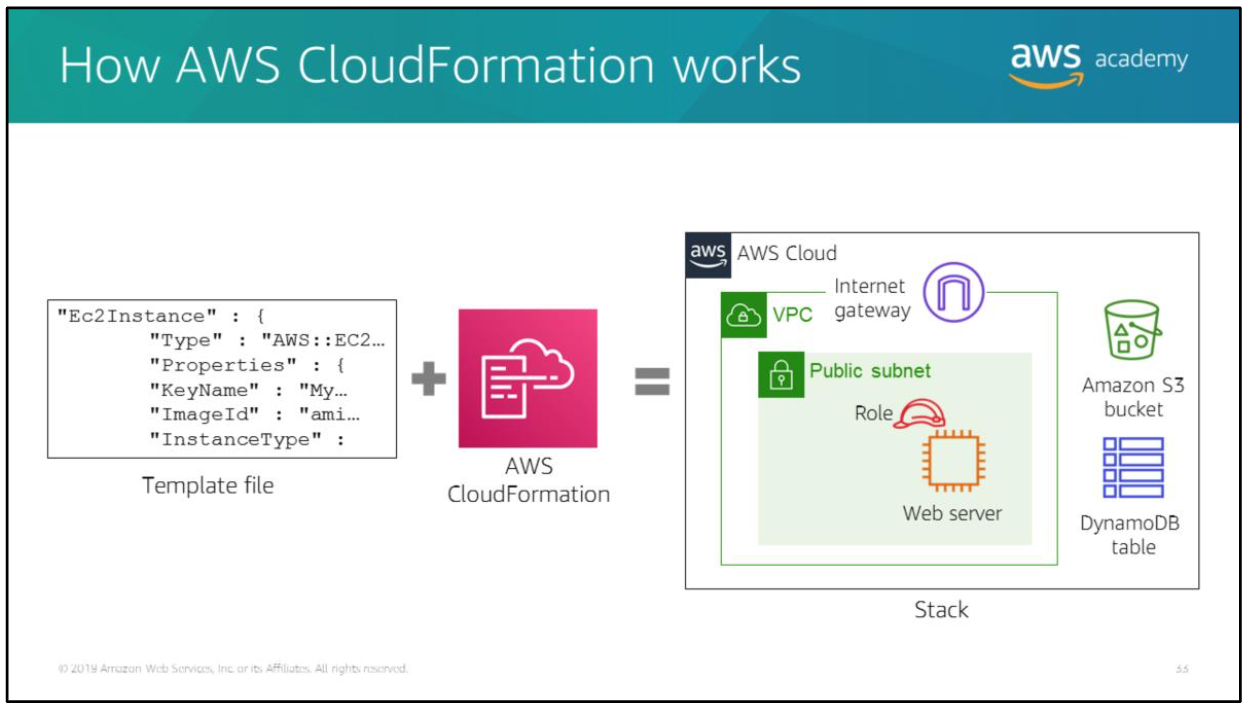 How AWS CloudFormation works
aws academy
"Ec2Instance" : {
"Type" : "AWS::EC2…
"Properties" : {
"KeyName" : "My…
"ImageId" : "ami…
"InstanceType" :
Template file
AWS
CloudFormation
aws AWS Cloud
Internet
gateway
VPC
Public subnet
Role
Web server
Amazon S3
bucket
DynamoDB
table
Stack
© 2019 Amazon Web Services, Inc. or its Affiliates. All rights reserved.
33